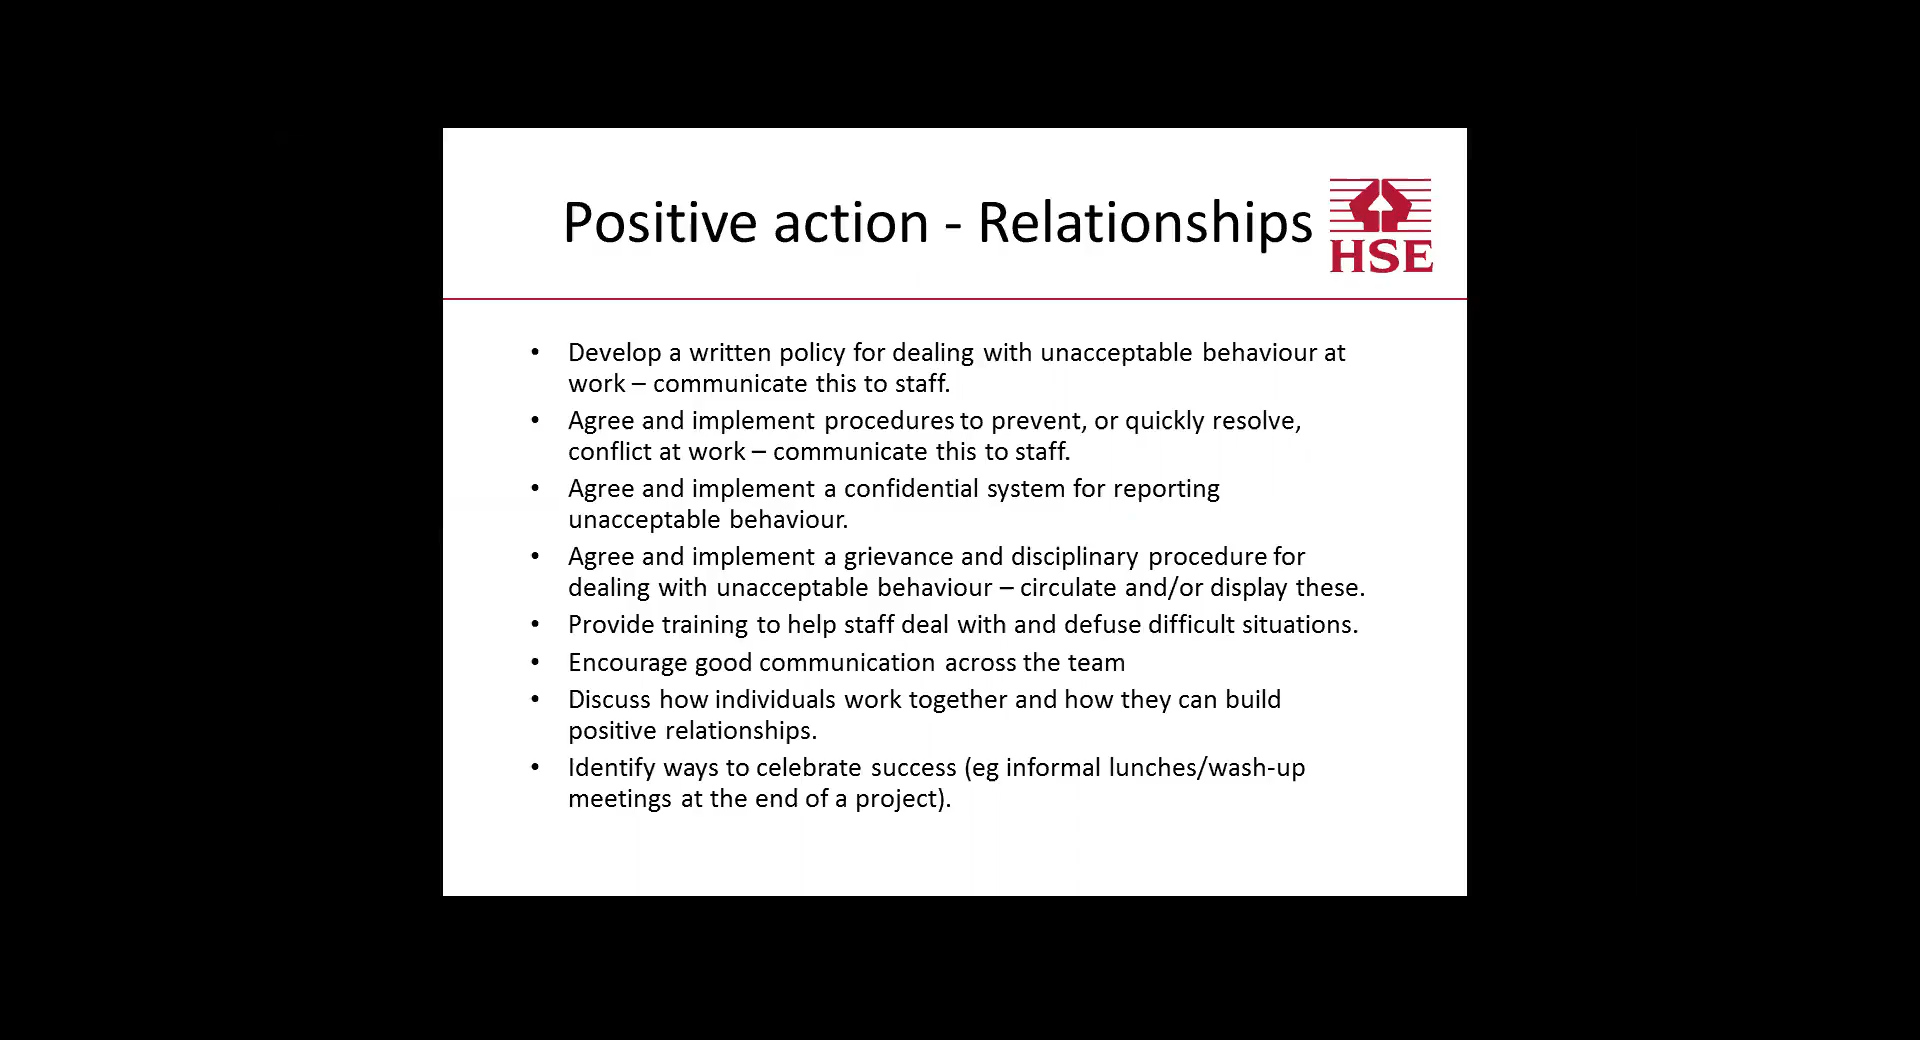 Positive action - Relationships
HSE
• Develop a written policy for dealing with unacceptable behaviour at
work – communicate this to staff.
• Agree and implement procedures to prevent, or quickly resolve,
conflict at work – communicate this to staff.
• Agree and implement a confidential system for reporting
unacceptable behaviour.
• Agree and implement a grievance and disciplinary procedure for
dealing with unacceptable behaviour – circulate and/or display these.
• Provide training to help staff deal with and defuse difficult situations.
• Encourage good communication across the team
• Discuss how individuals work together and how they can build
positive relationships.
• Identify ways to celebrate success (eg informal lunches/wash-up
meetings at the end of a project).